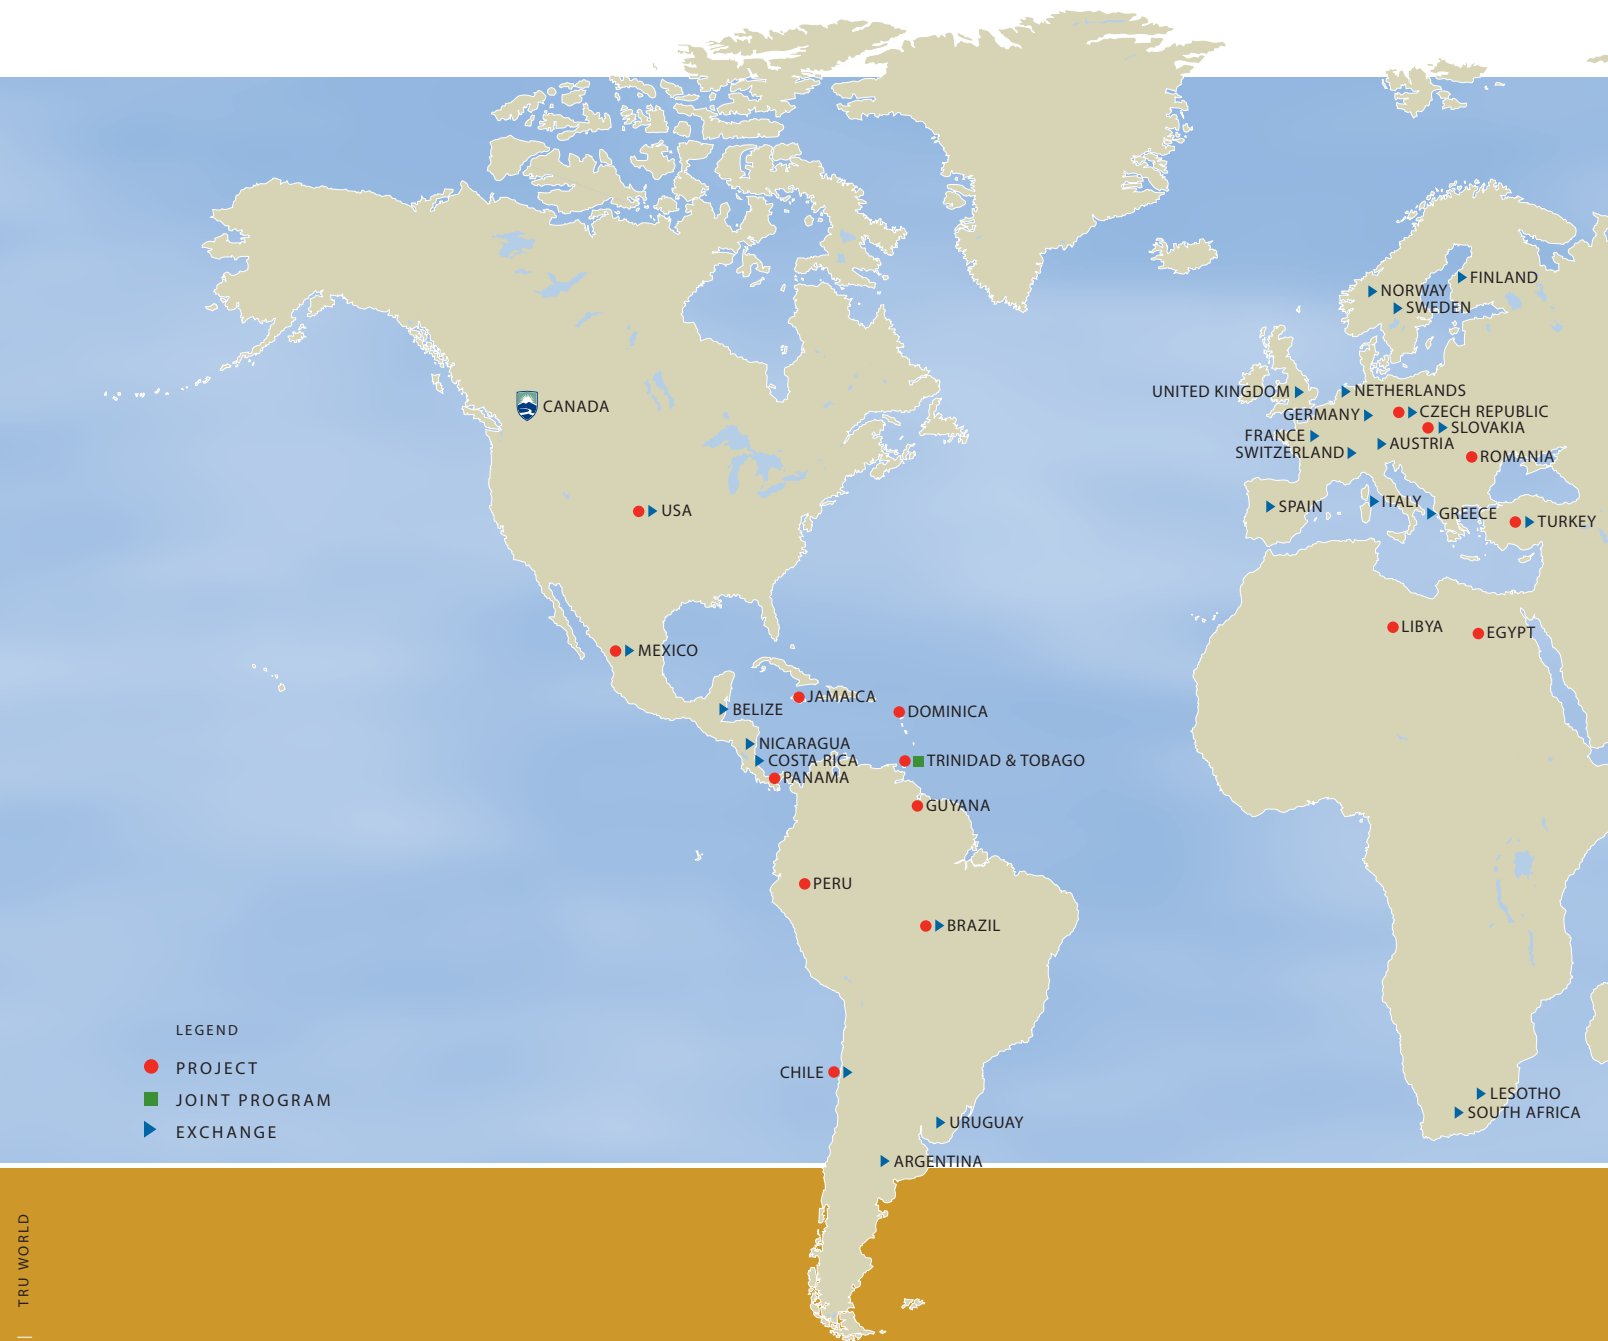 FINLAND
NORWAY
SWEDEN
UNITED KINGDOM
NETHERLANDS
GERMANY
CZECH REPUBLIC
SLOVAKIA
FRANCE
AUSTRIA
SWITZERLAND
ROMANIA
CANADA
SPAIN
ITALY
GREECE
TURKEY
USA
LIBYA
EGYPT
MEXICO
JAMAICA
BELIZE
DOMINICA
NICARAGUA
COSTA RICA
TRINIDAD & TOBAGO
PANAMA
GUYANA
PERU
BRAZIL
LEGEND
PROJECT
JOINT PROGRAM
EXCHANGE
CHILE
LESOTHO
SOUTH AFRICA
URUGUAY
ARGENTINA
TRU WORLD